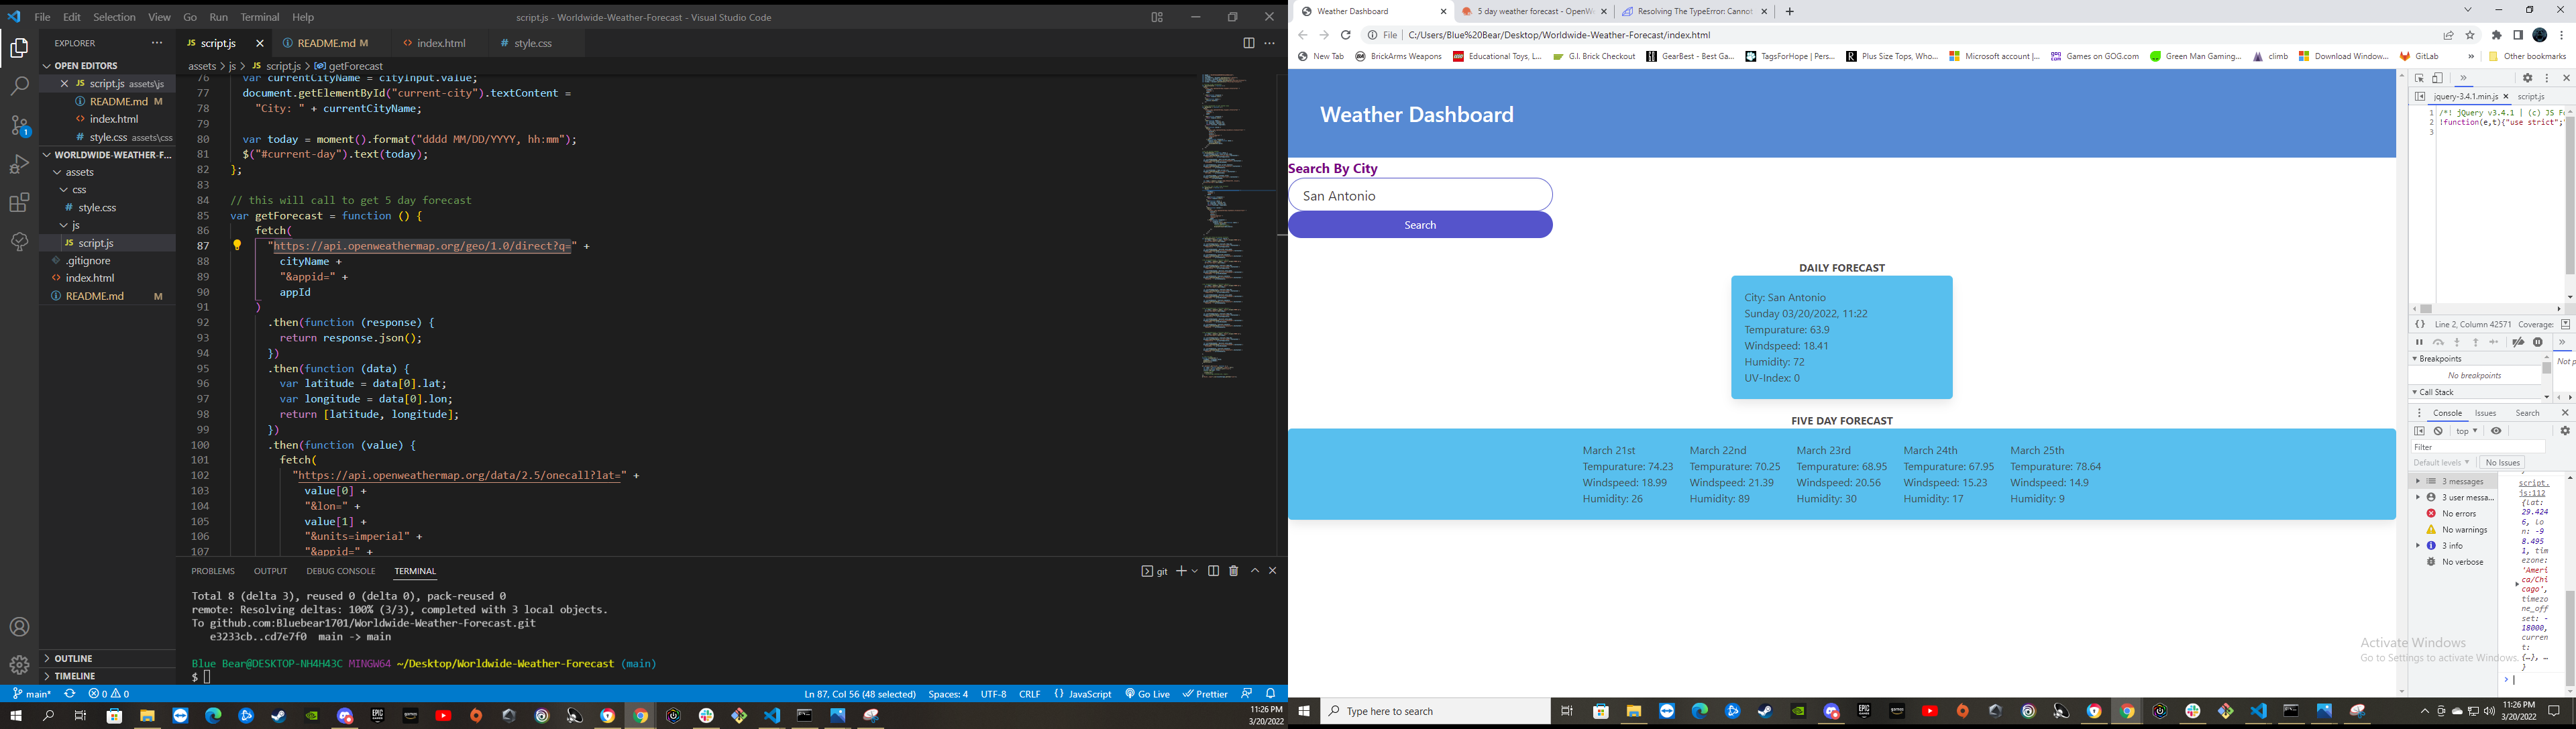 File Edit Selection View Go Run Terminal Help
script.js - Worldwide-Weather-Forecast - Visual Studio Code
EXPLORER
OPEN EDITORS
JS script.js assets\js
README.md M
index.html
# style.css assets\css
WORLDWIDE-WEATHER-F...
assets
css
# style.css
js
JS script.js
.gitignore
index.html
README.md M
OUTLINE
TIMELINE
JS script.js
README.md M
index.html
# style.css
assets > js > JS script.js > getForecast
76 var currentCityName = cityInput.value;
77 document.getElementById("current-city").textContent =
78 "City: " + currentCityName;
79
80 var today = moment().format("dddd MM/DD/YYYY, hh:mm");
81 $("#current-day").text(today);
82 };
83
84 // this will call to get 5 day forecast
85 var getForecast = function () {
86 fetch(
87 "https://api.openweathermap.org/geo/1.0/direct?q=" +
88 cityName +
89 "&appid=" +
90 appId
91 )
92 .then(function (response) {
93 return response.json();
94 })
95 .then(function (data) {
96 var latitude = data[0].lat;
97 var longitude = data[0].lon;
98 return [latitude, longitude];
99 })
100 .then(function (value) {
101 fetch(
102 "https://api.openweathermap.org/data/2.5/onecall?lat=" +
103 value[0] +
104 "&lon=" +
105 value[1] +
106 "&units=imperial" +
107 "&appid=" +
PROBLEMS OUTPUT DEBUG CONSOLE TERMINAL
git
Total 8 (delta 3), reused 0 (delta 0), pack-reused 0
remote: Resolving deltas: 100% (3/3), completed with 3 local objects.
To github.com:Bluebear1701/Worldwide-Weather-Forecast.git
e3233cb..cd7e7f0 main -> main
Blue Bear@DESKTOP-NH4H43C MINGW64 ~/Desktop/Worldwide-Weather-Forecast (main)
$
main* 0 0
Ln 87, Col 56 (48 selected) Spaces: 4 UTF-8 CRLF {} JavaScript Go Live Prettier
11:26 PM
3/20/2022
Weather Dashboard
5 day weather forecast - OpenW
Resolving The TypeError: Cannot
File C:/Users/Blue%20Bear/Desktop/Worldwide-Weather-Forecast/index.html
New Tab BrickArms Weapons Educational Toys, L... G.I. Brick Checkout GearBest - Best Ga... TagsForHope | Pers... Plus Size Tops, Who... Microsoft account |... Games on GOG.com Green Man Gaming... climb Download Window... GitLab » Other bookmarks
Weather Dashboard
Search By City
San Antonio
Search
DAILY FORECAST
City: San Antonio
Sunday 03/20/2022, 11:22
Tempurature: 63.9
Windspeed: 18.41
Humidity: 72
UV-Index: 0
FIVE DAY FORECAST
March 21st March 22nd March 23rd March 24th March 25th
Tempurature: 74.23 Tempurature: 70.25 Tempurature: 68.95 Tempurature: 67.95 Tempurature: 78.64
Windspeed: 18.99 Windspeed: 21.39 Windspeed: 20.56 Windspeed: 15.23 Windspeed: 14.9
Humidity: 26 Humidity: 89 Humidity: 30 Humidity: 17 Humidity: 9
jquery-3.4.1.min.js script.js
1 /*! jQuery v3.4.1 | (c) JS Fo
2 !function(e,t){"use strict";
3
{} Line 2, Column 42571 Coverage:
Breakpoints
No breakpoints
Call Stack
Not p
Console Issues Search
top
Filter
Default levels No Issues
3 messages
3 user messa...
No errors
No warnings
3 info
No verbose
script.
js:112
{lat:
29.424
6, lo
n: -9
8.495
1, tim
ezone:
'Ameri
ca/Chi
cago',
timezo
ne_off
set: -
18000,
curren
t:
{…}, …
}
Activate Windows
Go to Settings to activate Windows.
Type here to search
11:26 PM
3/20/2022